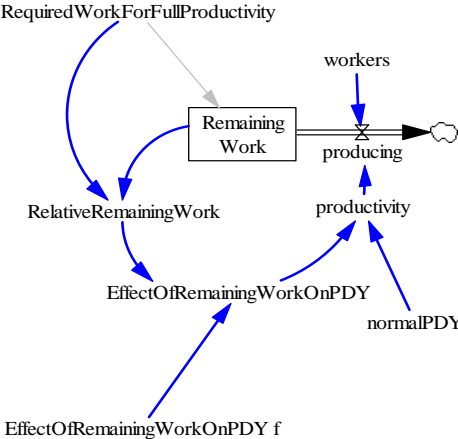 RequiredWorkForFullProductivity
workers
Remaining
Work
producing
RelativeRemainingWork
productivity
EffectOfRemainingWorkOnPDY
normalPDY
EffectOfRemainingWorkOnPDY f